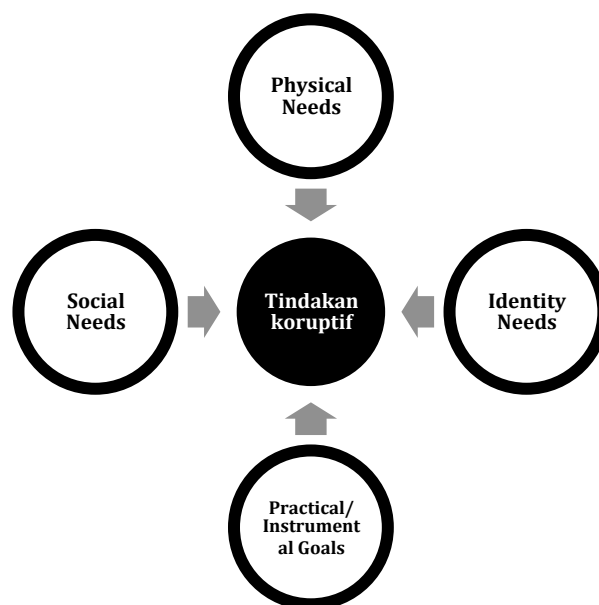 Physical
Needs
Social
Needs
Tindakan
koruptif
Identity
Needs
Practical/
Instrument
al Goals